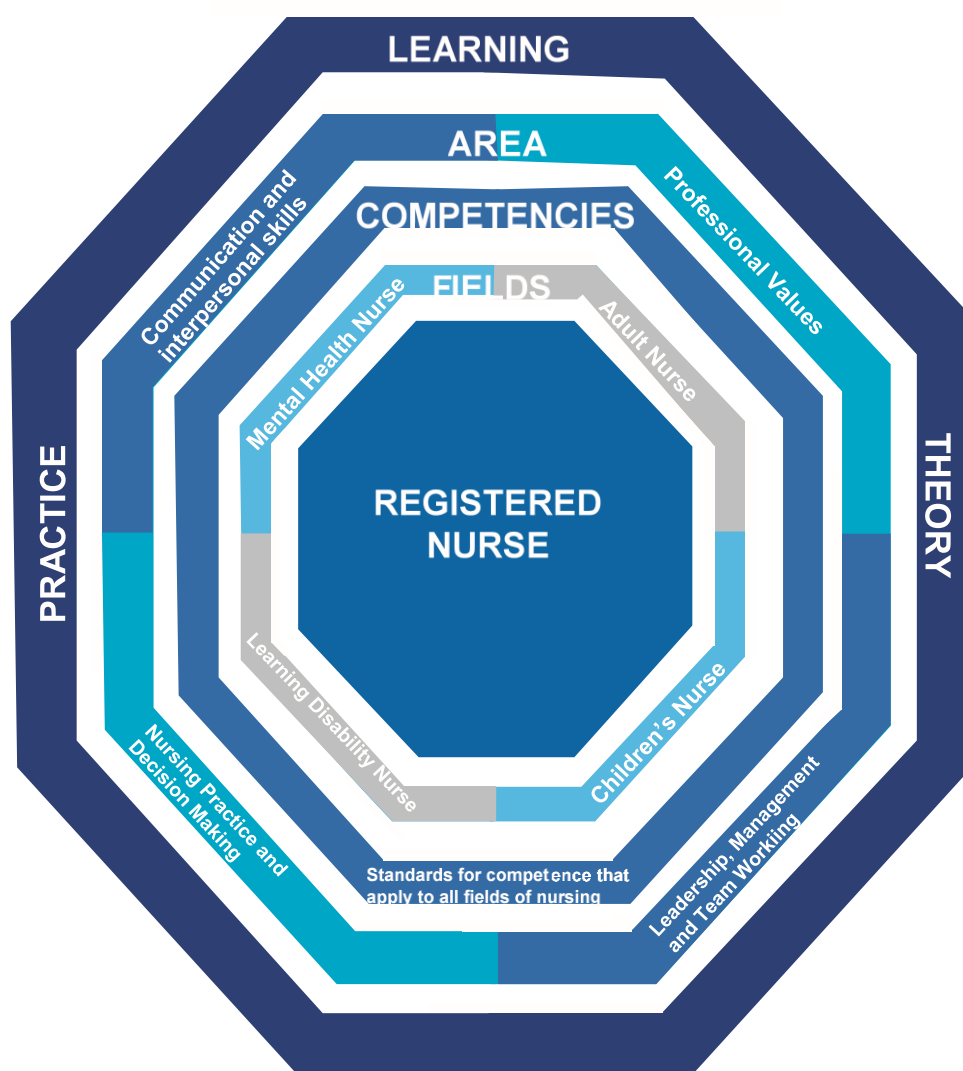 LEARNING
AREA
COMPETENCIES
FIELDS
Communication and
interpersonal skills
Professional Values
Mental Health Nurse
Adult Nurse
PRACTICE
THEORY
REGISTERED
NURSE
Learning Disability Nurse
Children's Nurse
Nursing Practice and
Decision Making
Leadership, Management
and Team Workiing
Standards for competence that
apply to all fields of nursing